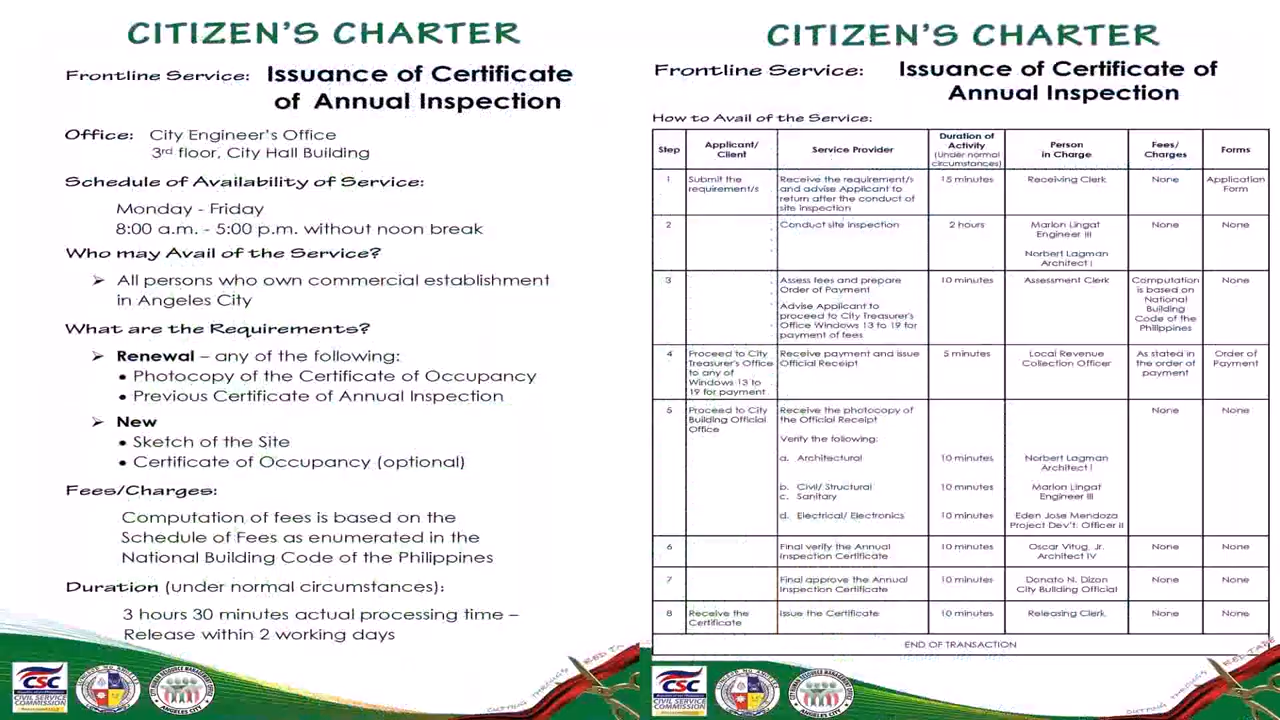 CITIZEN'S CHARTER
Frontline Service: Issuance of Certificate
of Annual Inspection
Office: City Engineer's Office
3rd floor, City Hall Building
Schedule of Availability of Service:
Monday - Friday
8:00 a.m. - 5:00 p.m. without noon break
Who may Avail of the Service?
➢ All persons who own commercial establishment
in Angeles City
What are the Requirements?
➢ Renewal – any of the following:
• Photocopy of the Certificate of Occupancy
• Previous Certificate of Annual Inspection
➢ New
• Sketch of the Site
• Certificate of Occupancy (optional)
Fees/Charges:
Computation of fees is based on the
Schedule of Fees as enumerated in the
National Building Code of the Philippines
Duration (under normal circumstances):
3 hours 30 minutes actual processing time –
Release within 2 working days
CSC
CIVIL SERVICE
COMMISSION
ANGELES CITY
CITIZEN'S CHARTER
Frontline Service: Issuance of Certificate of
Annual Inspection
How to Avail of the Service:
Step
Applicant/
Client
Service Provider
Duration of
Activity
(Under normal
circumstances)
Person
in Charge
Fees/
Charges
Forms
1
Submit the
requirement/s
Receive the requirement/s
and advise Applicant to
return after the conduct of
site inspection
15 minutes
Receiving Clerk
None
Application
Form
2
Conduct site inspection
2 hours
Marlon Lingat
Engineer III
Norbert Lagman
Architect I
None
None
3
Assess fees and prepare
Order of Payment
Advise Applicant to
proceed to City Treasurer's
Office Windows 13 to 19 for
payment of fees
10 minutes
Assessment Clerk
Computation
is based on
National
Building
Code of the
Philippines
None
4
Proceed to City
Treasurer's Office
to any of
Windows 13 to
19 for payment
Receive payment and issue
Official Receipt
5 minutes
Local Revenue
Collection Officer
As stated in
the order of
payment
Order of
Payment
5
Proceed to City
Building Official
Office
Receive the photocopy of
the Official Receipt
Verify the following:
None
None
a. Architectural
10 minutes
Norbert Lagman
Architect I
b. Civil/ Structural
c. Sanitary
10 minutes
Marlon Lingat
Engineer III
d. Electrical/ Electronics
10 minutes
Eden Jose Mendoza
Project Dev't. Officer II
6
Final verify the Annual
Inspection Certificate
10 minutes
Oscar Vitug, Jr.
Architect IV
None
None
7
Final approve the Annual
Inspection Certificate
10 minutes
Donato N. Dizon
City Building Official
None
None
8
Receive the
Certificate
Issue the Certificate
10 minutes
Releasing Clerk
None
None
END OF TRANSACTION
RED TAPE
CSC
CIVIL SERVICE
COMMISSION
ANGELES CITY